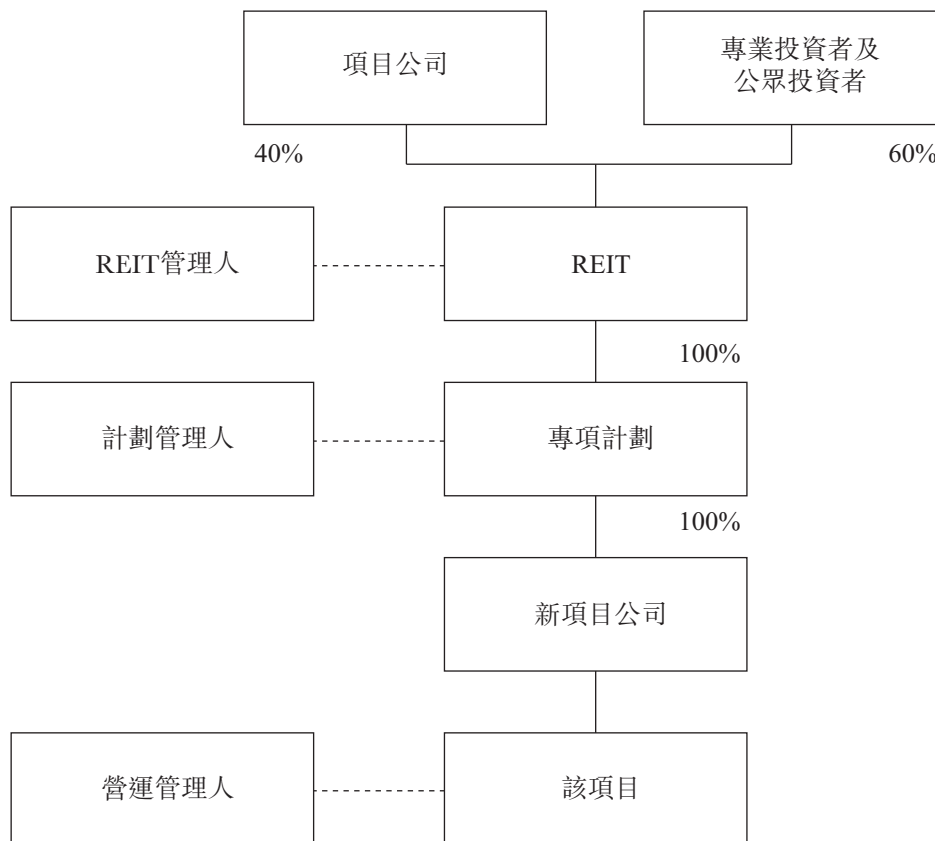 項目公司
專業投資者及
公眾投資者
40%
60%
REIT管理人
REIT
100%
計劃管理人
專項計劃
100%
新項目公司
營運管理人
該項目